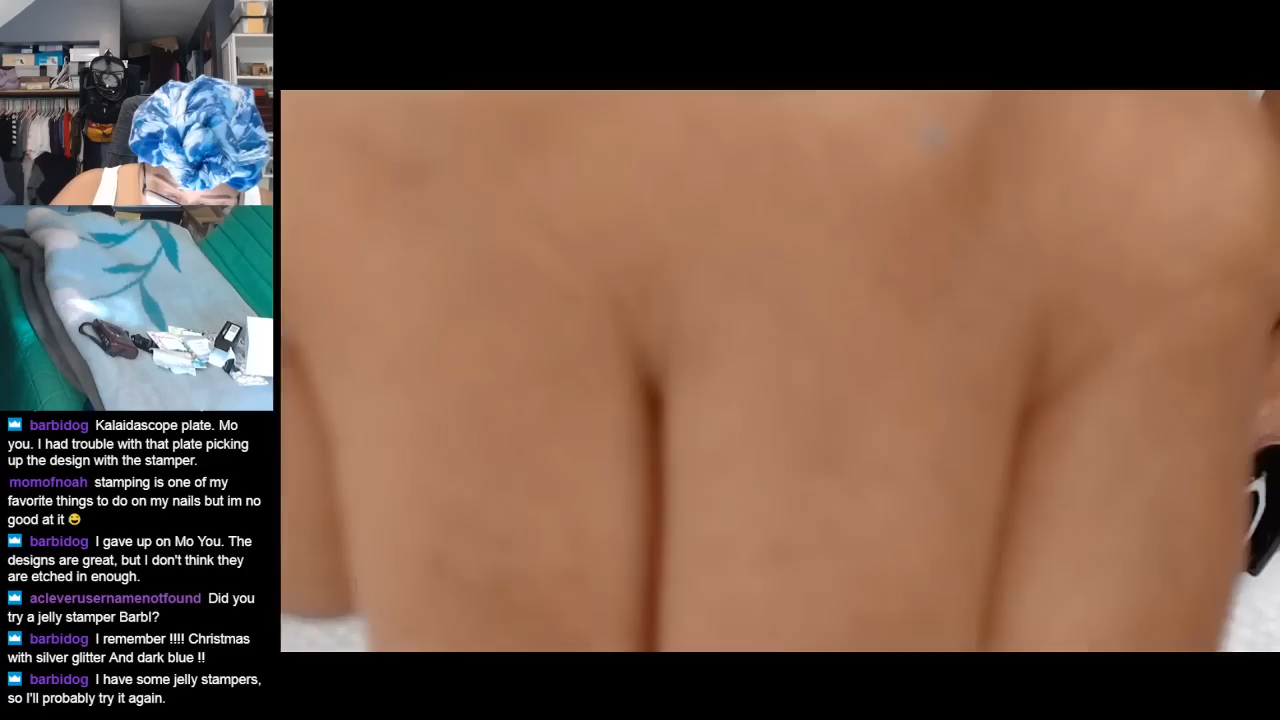 barbidog Kalaidascope plate. Mo
you. I had trouble with that plate picking
up the design with the stamper.
momofnoah stamping is one of my
favorite things to do on my nails but im no
good at it
barbidog I gave up on Mo You. The
designs are great, but I don't think they
are etched in enough.
acleverusernamenotfound Did you
try a jelly stamper BarbI?
barbidog I remember !!!! Christmas
with silver glitter And dark blue !!
barbidog I have some jelly stampers,
so I'll probably try it again.